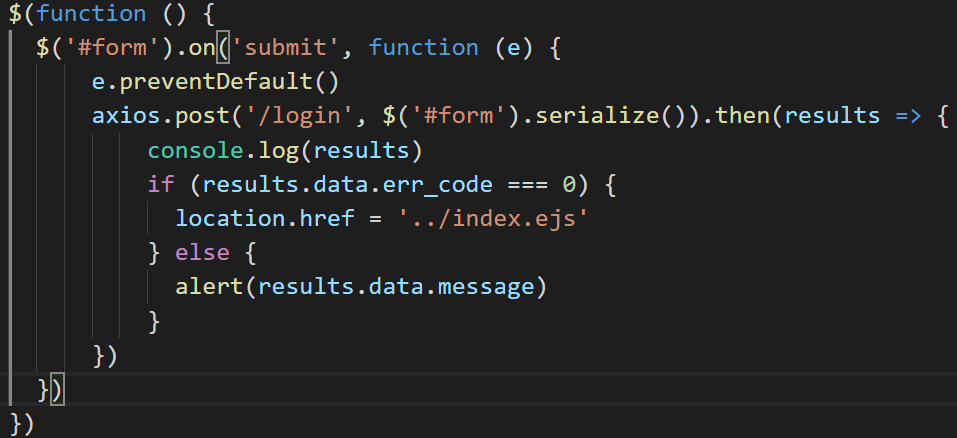 $(function () {
  $('#form').on('submit', function (e) {
      e.preventDefault()
      axios.post('/login', $('#form').serialize()).then(results => {
          console.log(results)
          if (results.data.err_code === 0) {
            location.href = '../index.ejs'
          } else {
            alert(results.data.message)
          }
      })
  })
})